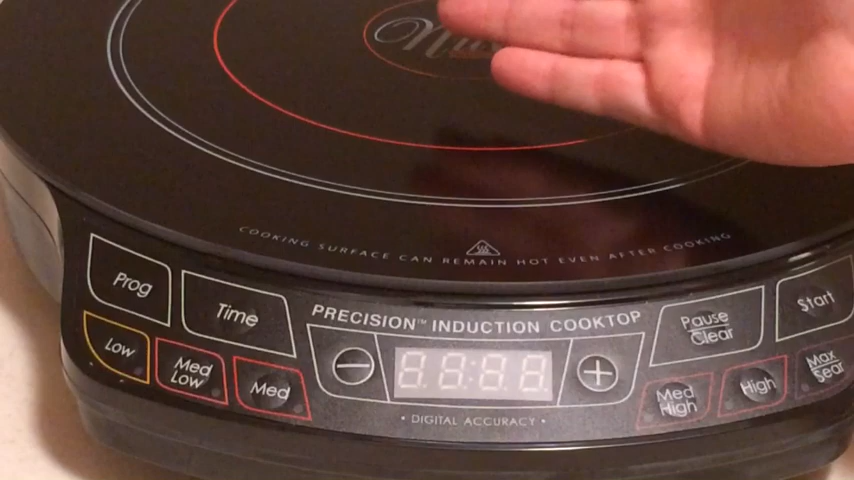 COOKING SURFACE CAN REMAIN HOT EVEN AFTER COOKING
Prog
Time
PRECISION™ INDUCTION COOKTOP
Pause
Clear
Start
Low
Med
Low
Med
8:8:8:8
Med
High
High
Max
Sear
• DIGITAL ACCURACY •